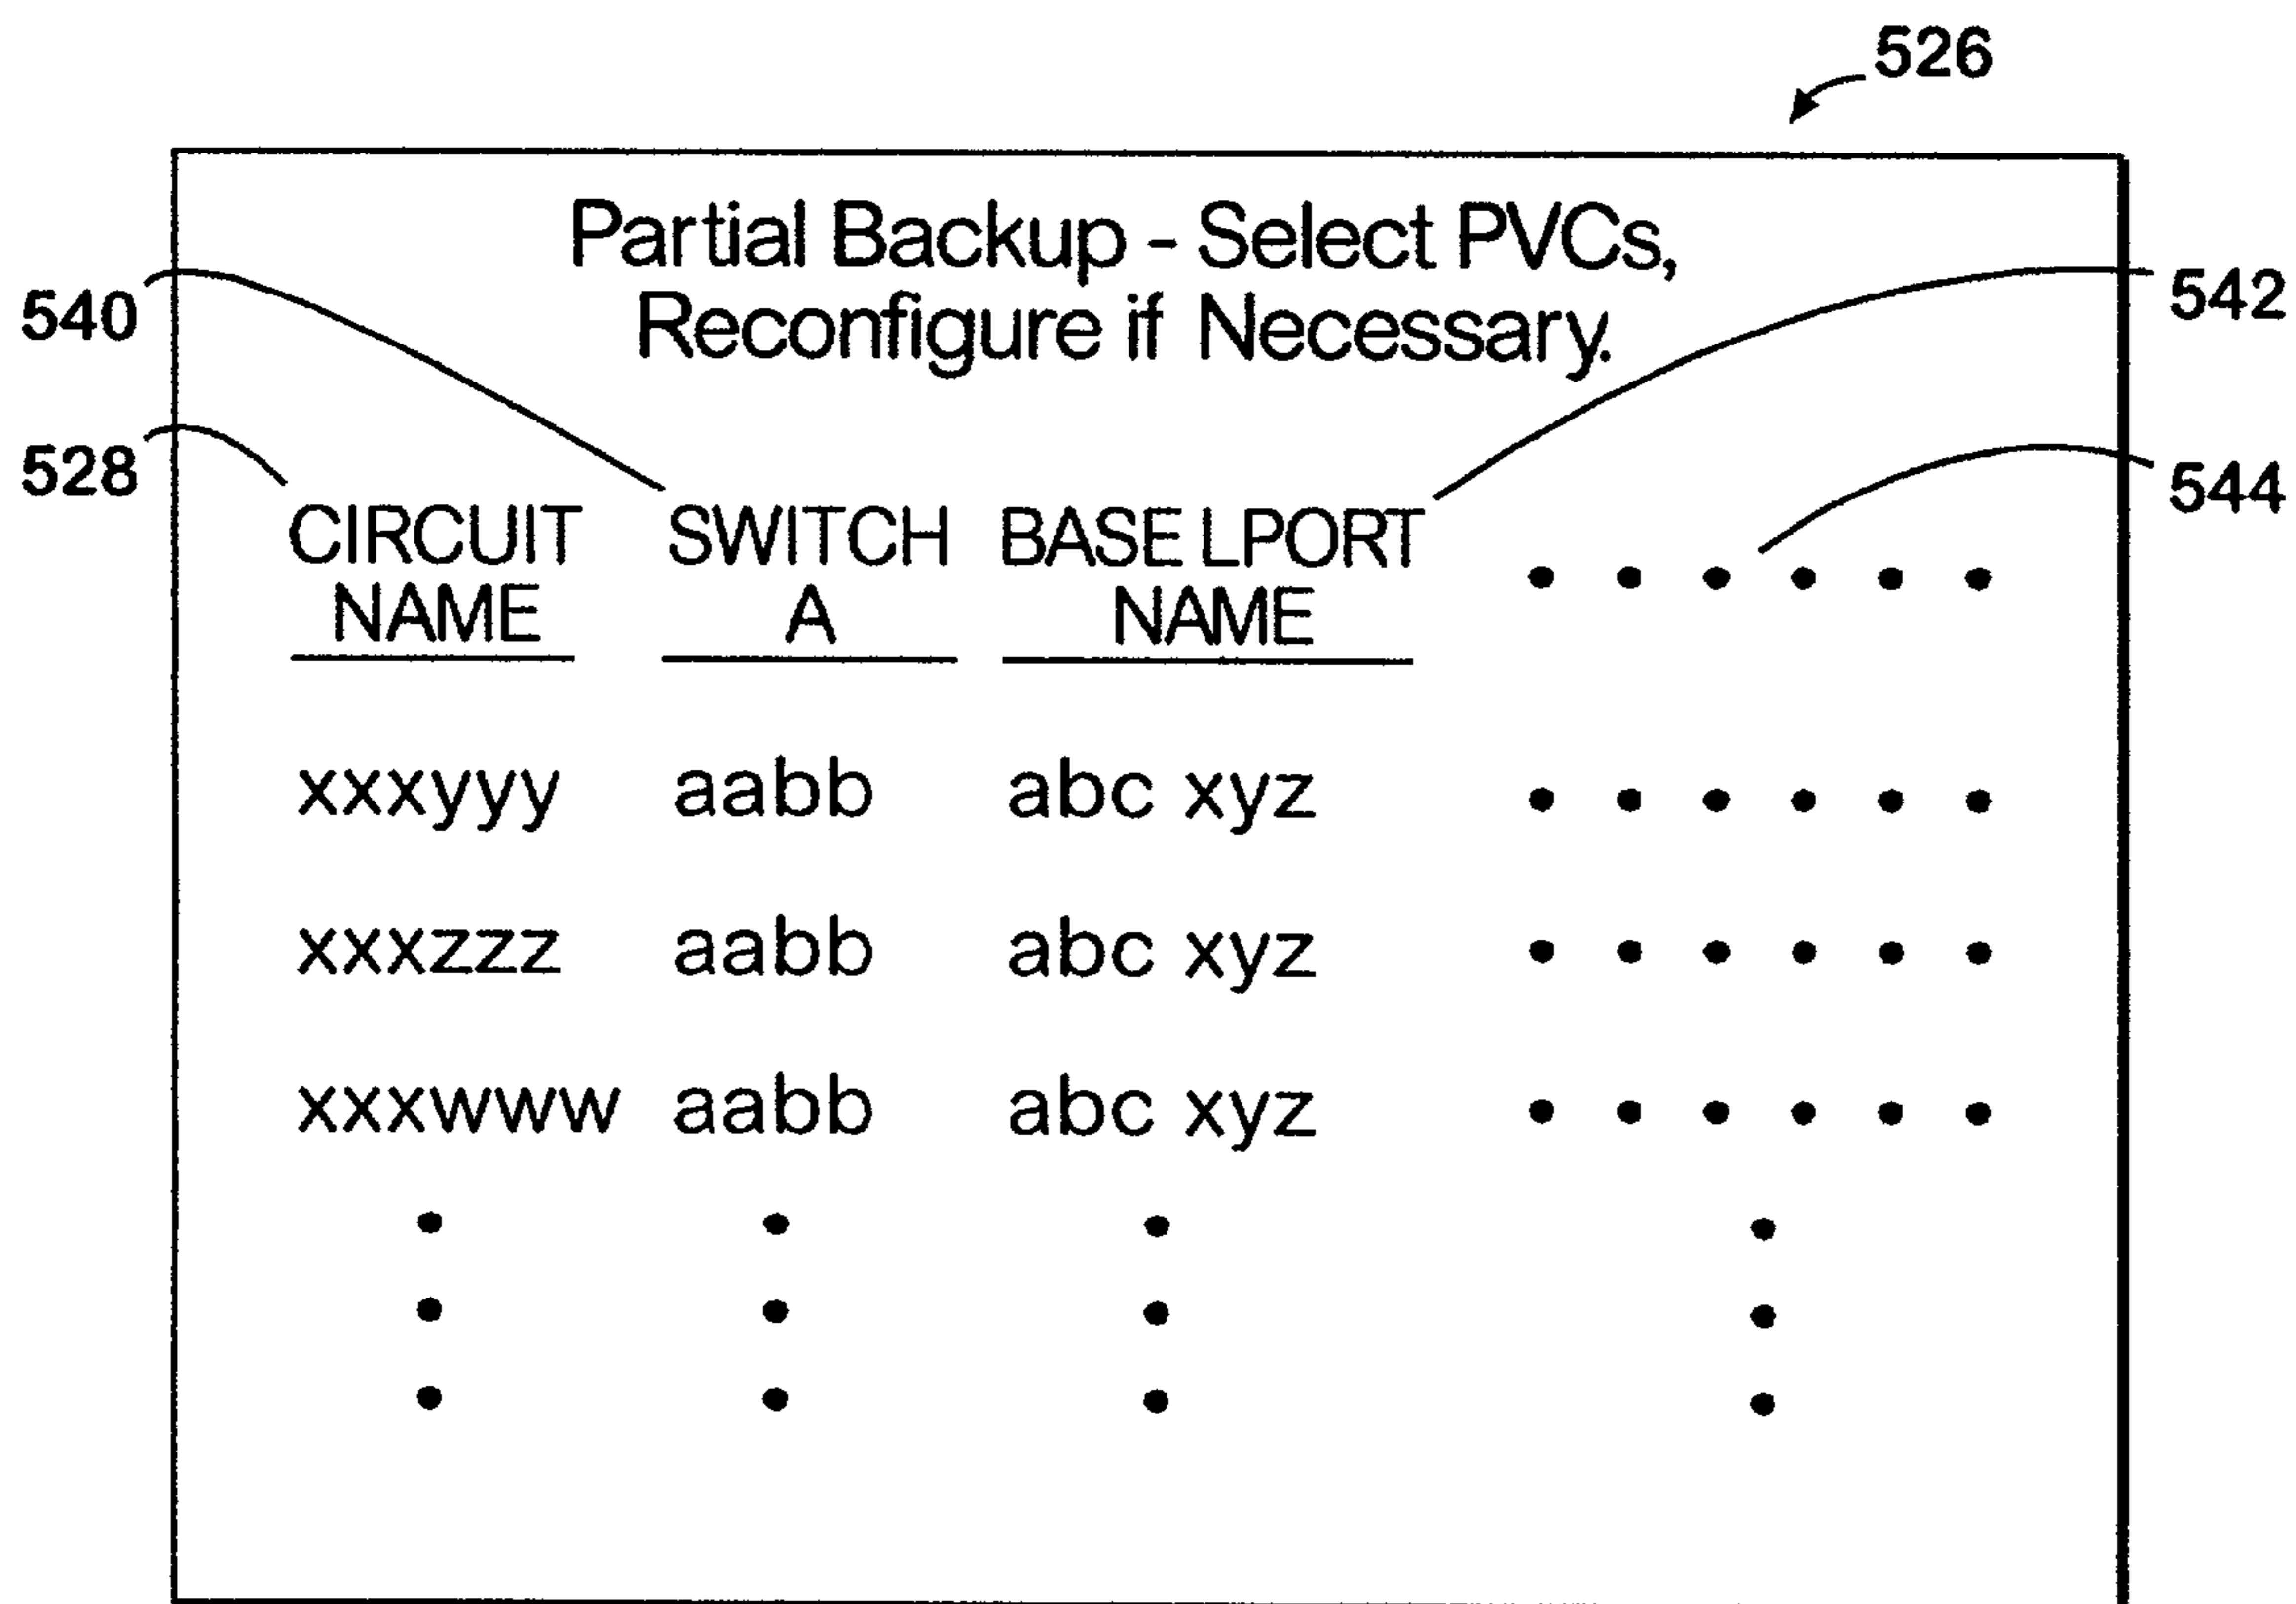 526
Partial Backup - Select PVCs,
Reconfigure if Necessary.
540
542
528
544
CIRCUIT NAME
SWITCH A
BASE LPORT NAME
• • • • • •
xxxyyy aabb abc xyz • • • • • •
xxxzzz aabb abc xyz • • • • • •
xxxwww aabb abc xyz • • • • • •
• • • •
• • • •
• • • •